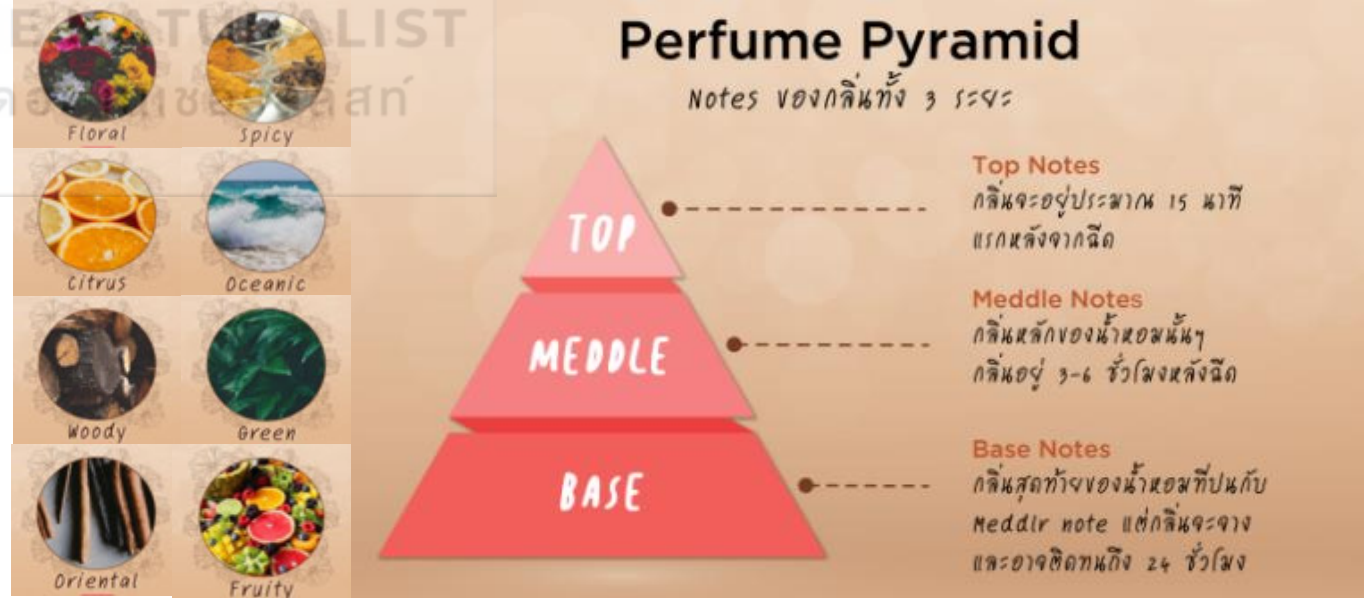 E NATURALIST
Floral
Spicy
Citrus
Oceanic
Woody
Green
Oriental
Fruity
Perfume Pyramid
Notes ของกลิ่นทั้ง 3 ระยะ
TOP
MEDDLE
BASE
Top Notes
กลิ่นจะอยู่ประมาณ 15 นาที
แรกหลังจากฉีด
Meddle Notes
กลิ่นหลักของน้ำหอมนั้นๆ
กลิ่นอยู่ 3-6 ชั่วโมงหลังฉีด
Base Notes
กลิ่นสุดท้ายของน้ำหอมที่ปนกับ
Meddlr note แต่กลิ่นจะจาง
และอาจติดทนถึง 24 ชั่วโมง